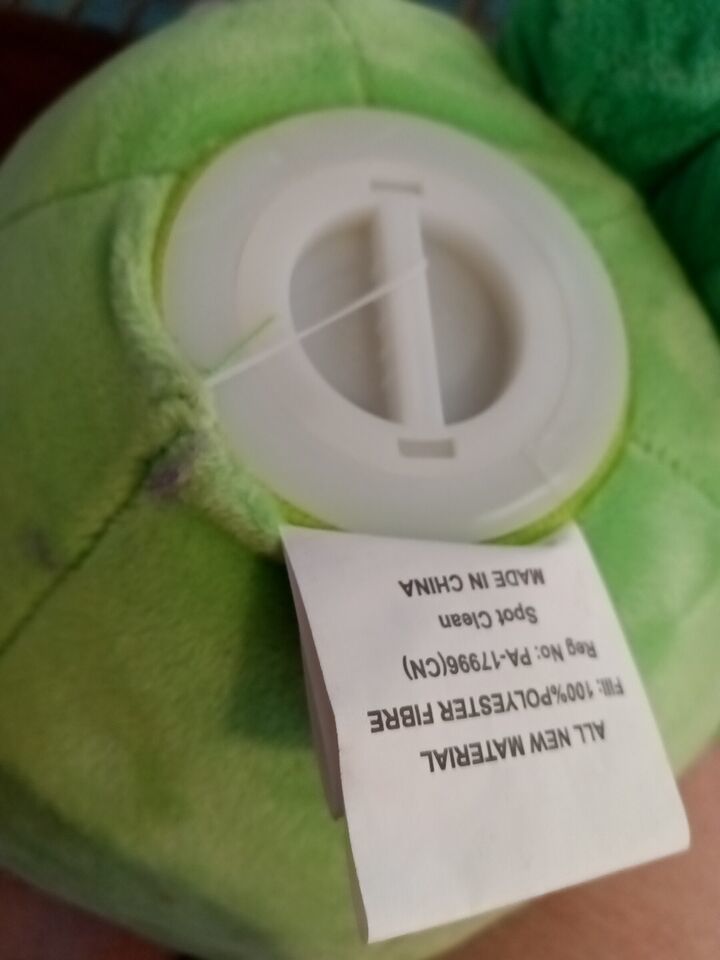 ALL NEW MATERIAL
Fill: 100%POLYESTER FIBRE
Reg No: PA-17996(CN)
Spot Clean
MADE IN CHINA